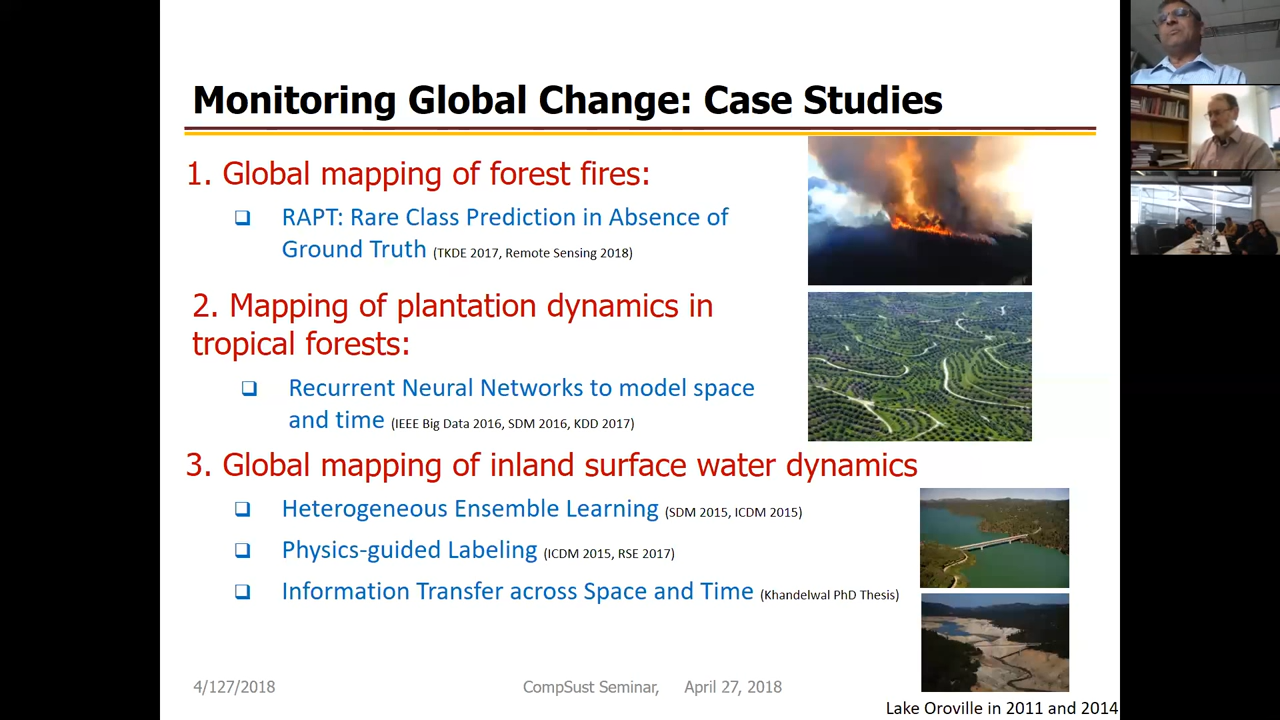 Monitoring Global Change: Case Studies
1. Global mapping of forest fires:
❑ RAPT: Rare Class Prediction in Absence of
Ground Truth (TKDE 2017, Remote Sensing 2018)
2. Mapping of plantation dynamics in
tropical forests:
❑ Recurrent Neural Networks to model space
and time (IEEE Big Data 2016, SDM 2016, KDD 2017)
3. Global mapping of inland surface water dynamics
❑ Heterogeneous Ensemble Learning (SDM 2015, ICDM 2015)
❑ Physics-guided Labeling (ICDM 2015, RSE 2017)
❑ Information Transfer across Space and Time (Khandelwal PhD Thesis)
4/127/2018 CompSust Seminar, April 27, 2018
Lake Oroville in 2011 and 2014